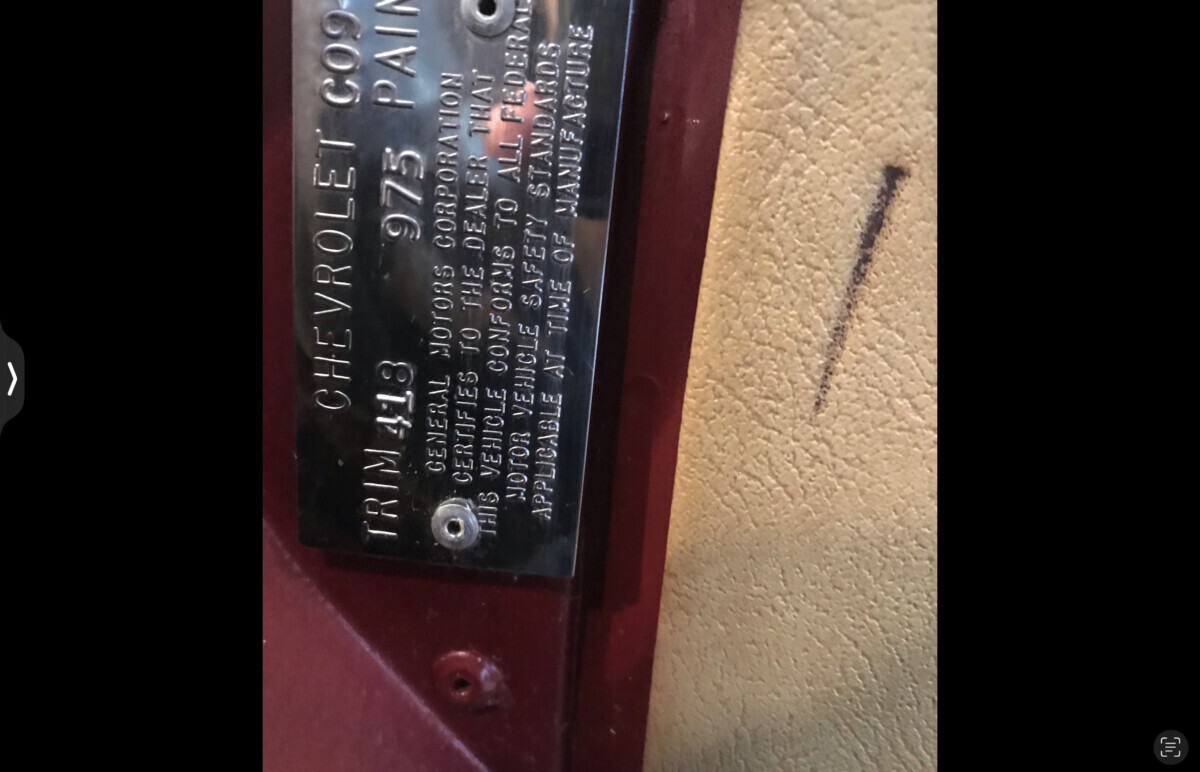 CHEVROLET CO9
TRIM 418 975 PAIN
GENERAL MOTORS CORPORATION
CERTIFIES TO THE DEALER THAT
THIS VEHICLE CONFORMS TO ALL FEDERAL
MOTOR VEHICLE SAFETY STANDARDS
APPLICABLE AT TIME OF MANUFACTURE